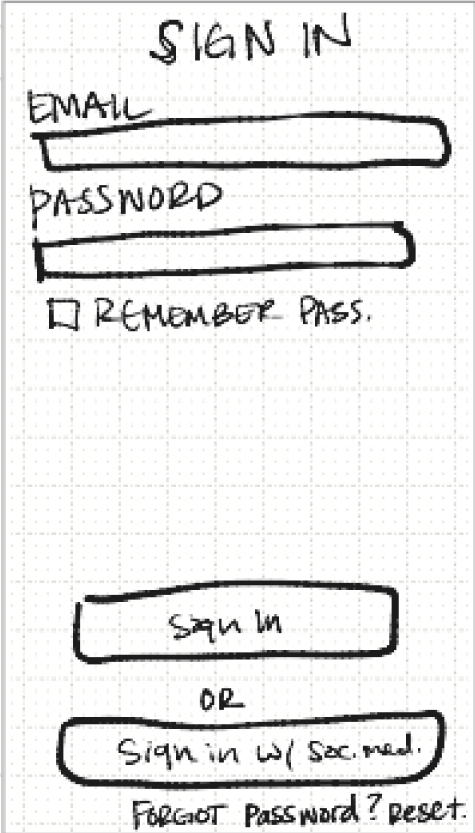 SIGN IN
EMAIL
PASSWORD
REMEMBER PASS.
Sign In
OR
Sign in w/ Soc. med.
FORGOT Password? Reset.